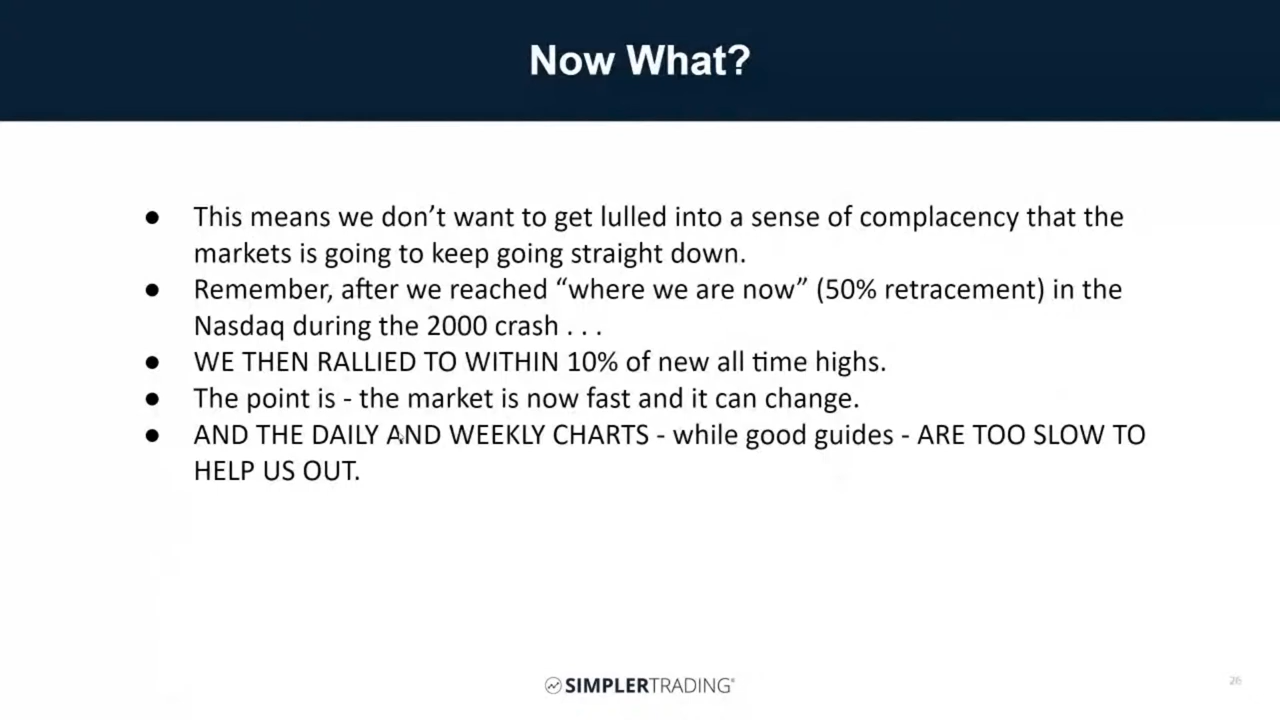 Now What?
● This means we don’t want to get lulled into a sense of complacency that the
markets is going to keep going straight down.
● Remember, after we reached “where we are now” (50% retracement) in the
Nasdaq during the 2000 crash . . .
● WE THEN RALLIED TO WITHIN 10% of new all time highs.
● The point is - the market is now fast and it can change.
● AND THE DAILY AND WEEKLY CHARTS - while good guides - ARE TOO SLOW TO
HELP US OUT.
SIMPLERTRADING®
26